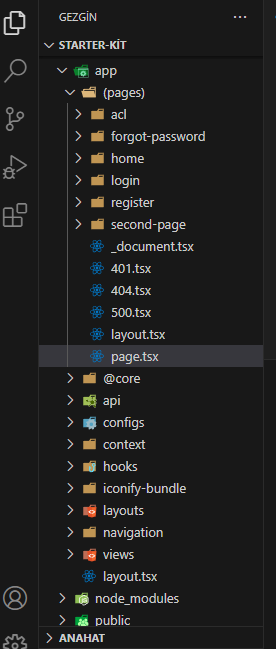 GEZGİN
STARTER-KİT
app
(pages)
acl
forgot-password
home
login
register
second-page
_document.tsx
401.tsx
404.tsx
500.tsx
layout.tsx
page.tsx
@core
api
configs
context
hooks
iconify-bundle
layouts
navigation
views
layout.tsx
node_modules
public
ANAHAT